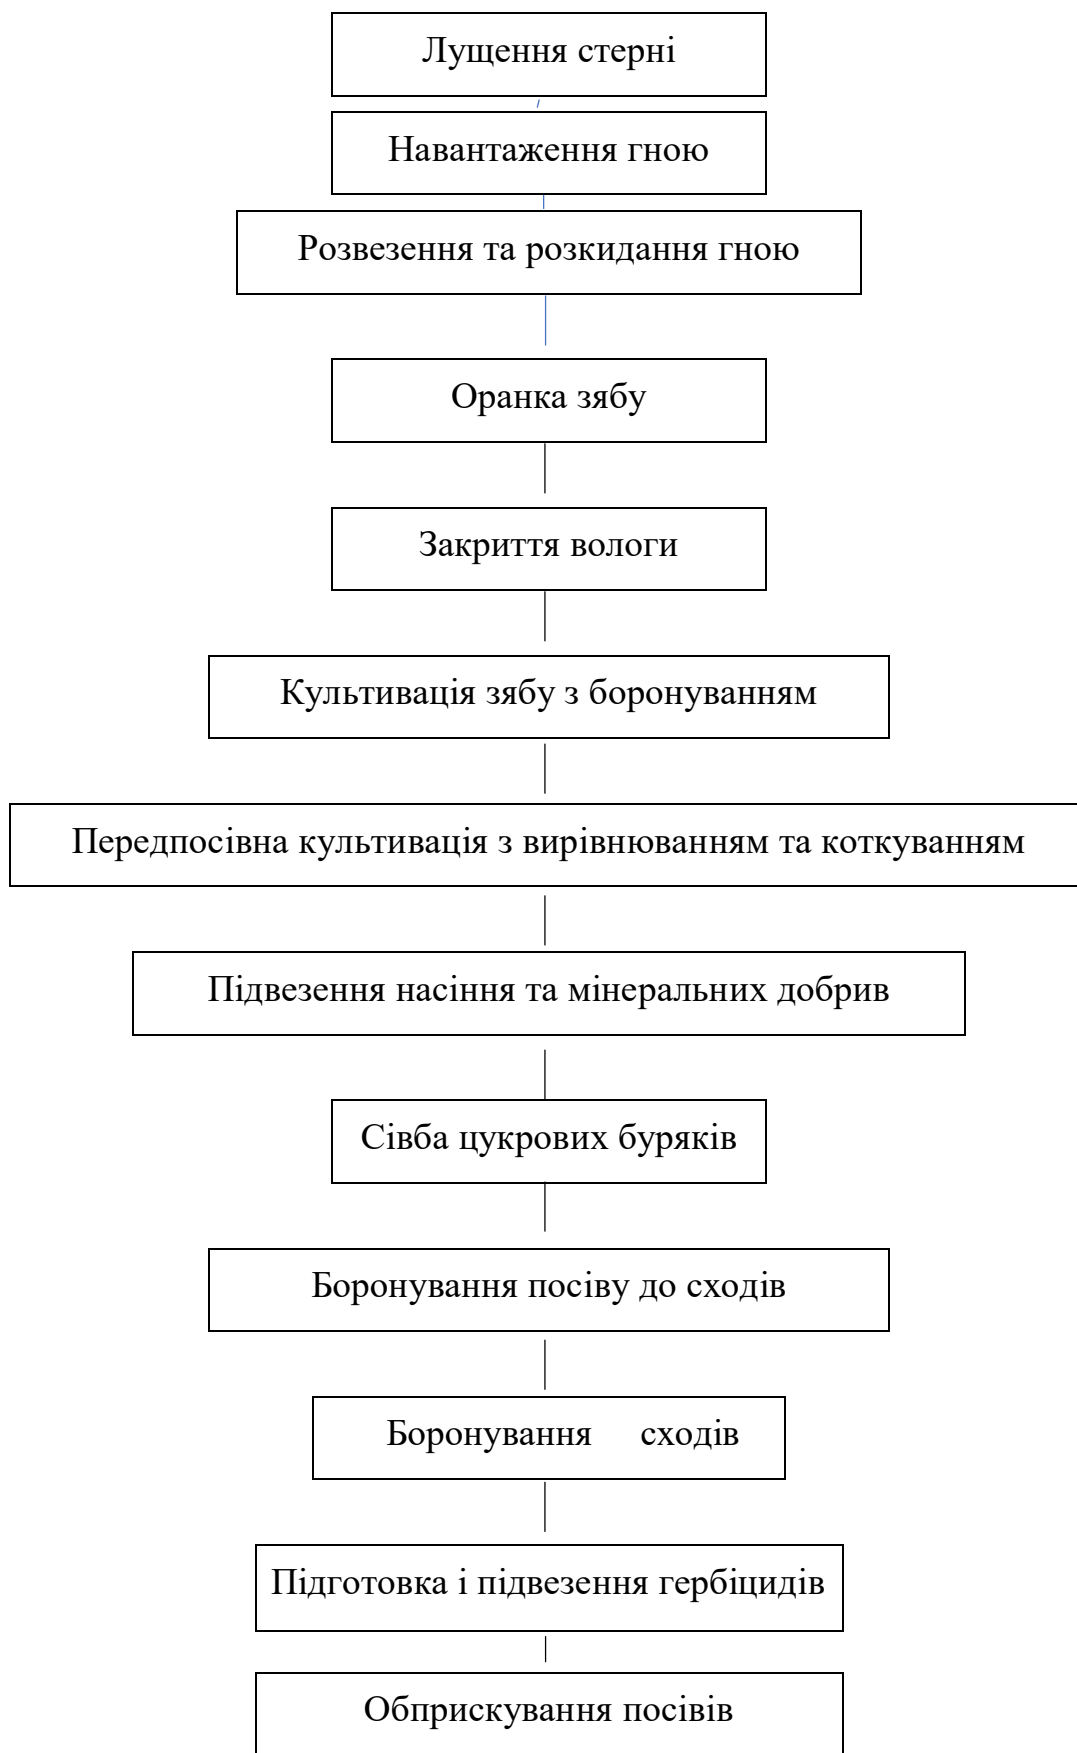 Лущення стерні
Навантаження гною
Розвезення та розкидання гною
Оранка зябу
Закриття вологи
Культивація зябу з боронуванням
Передпосівна культивація з вирівнюванням та коткуванням
Підвезення насіння та мінеральних добрив
Сівба цукрових буряків
Боронування посіву до сходів
Боронування сходів
Підготовка і підвезення гербіцидів
Обприскування посівів